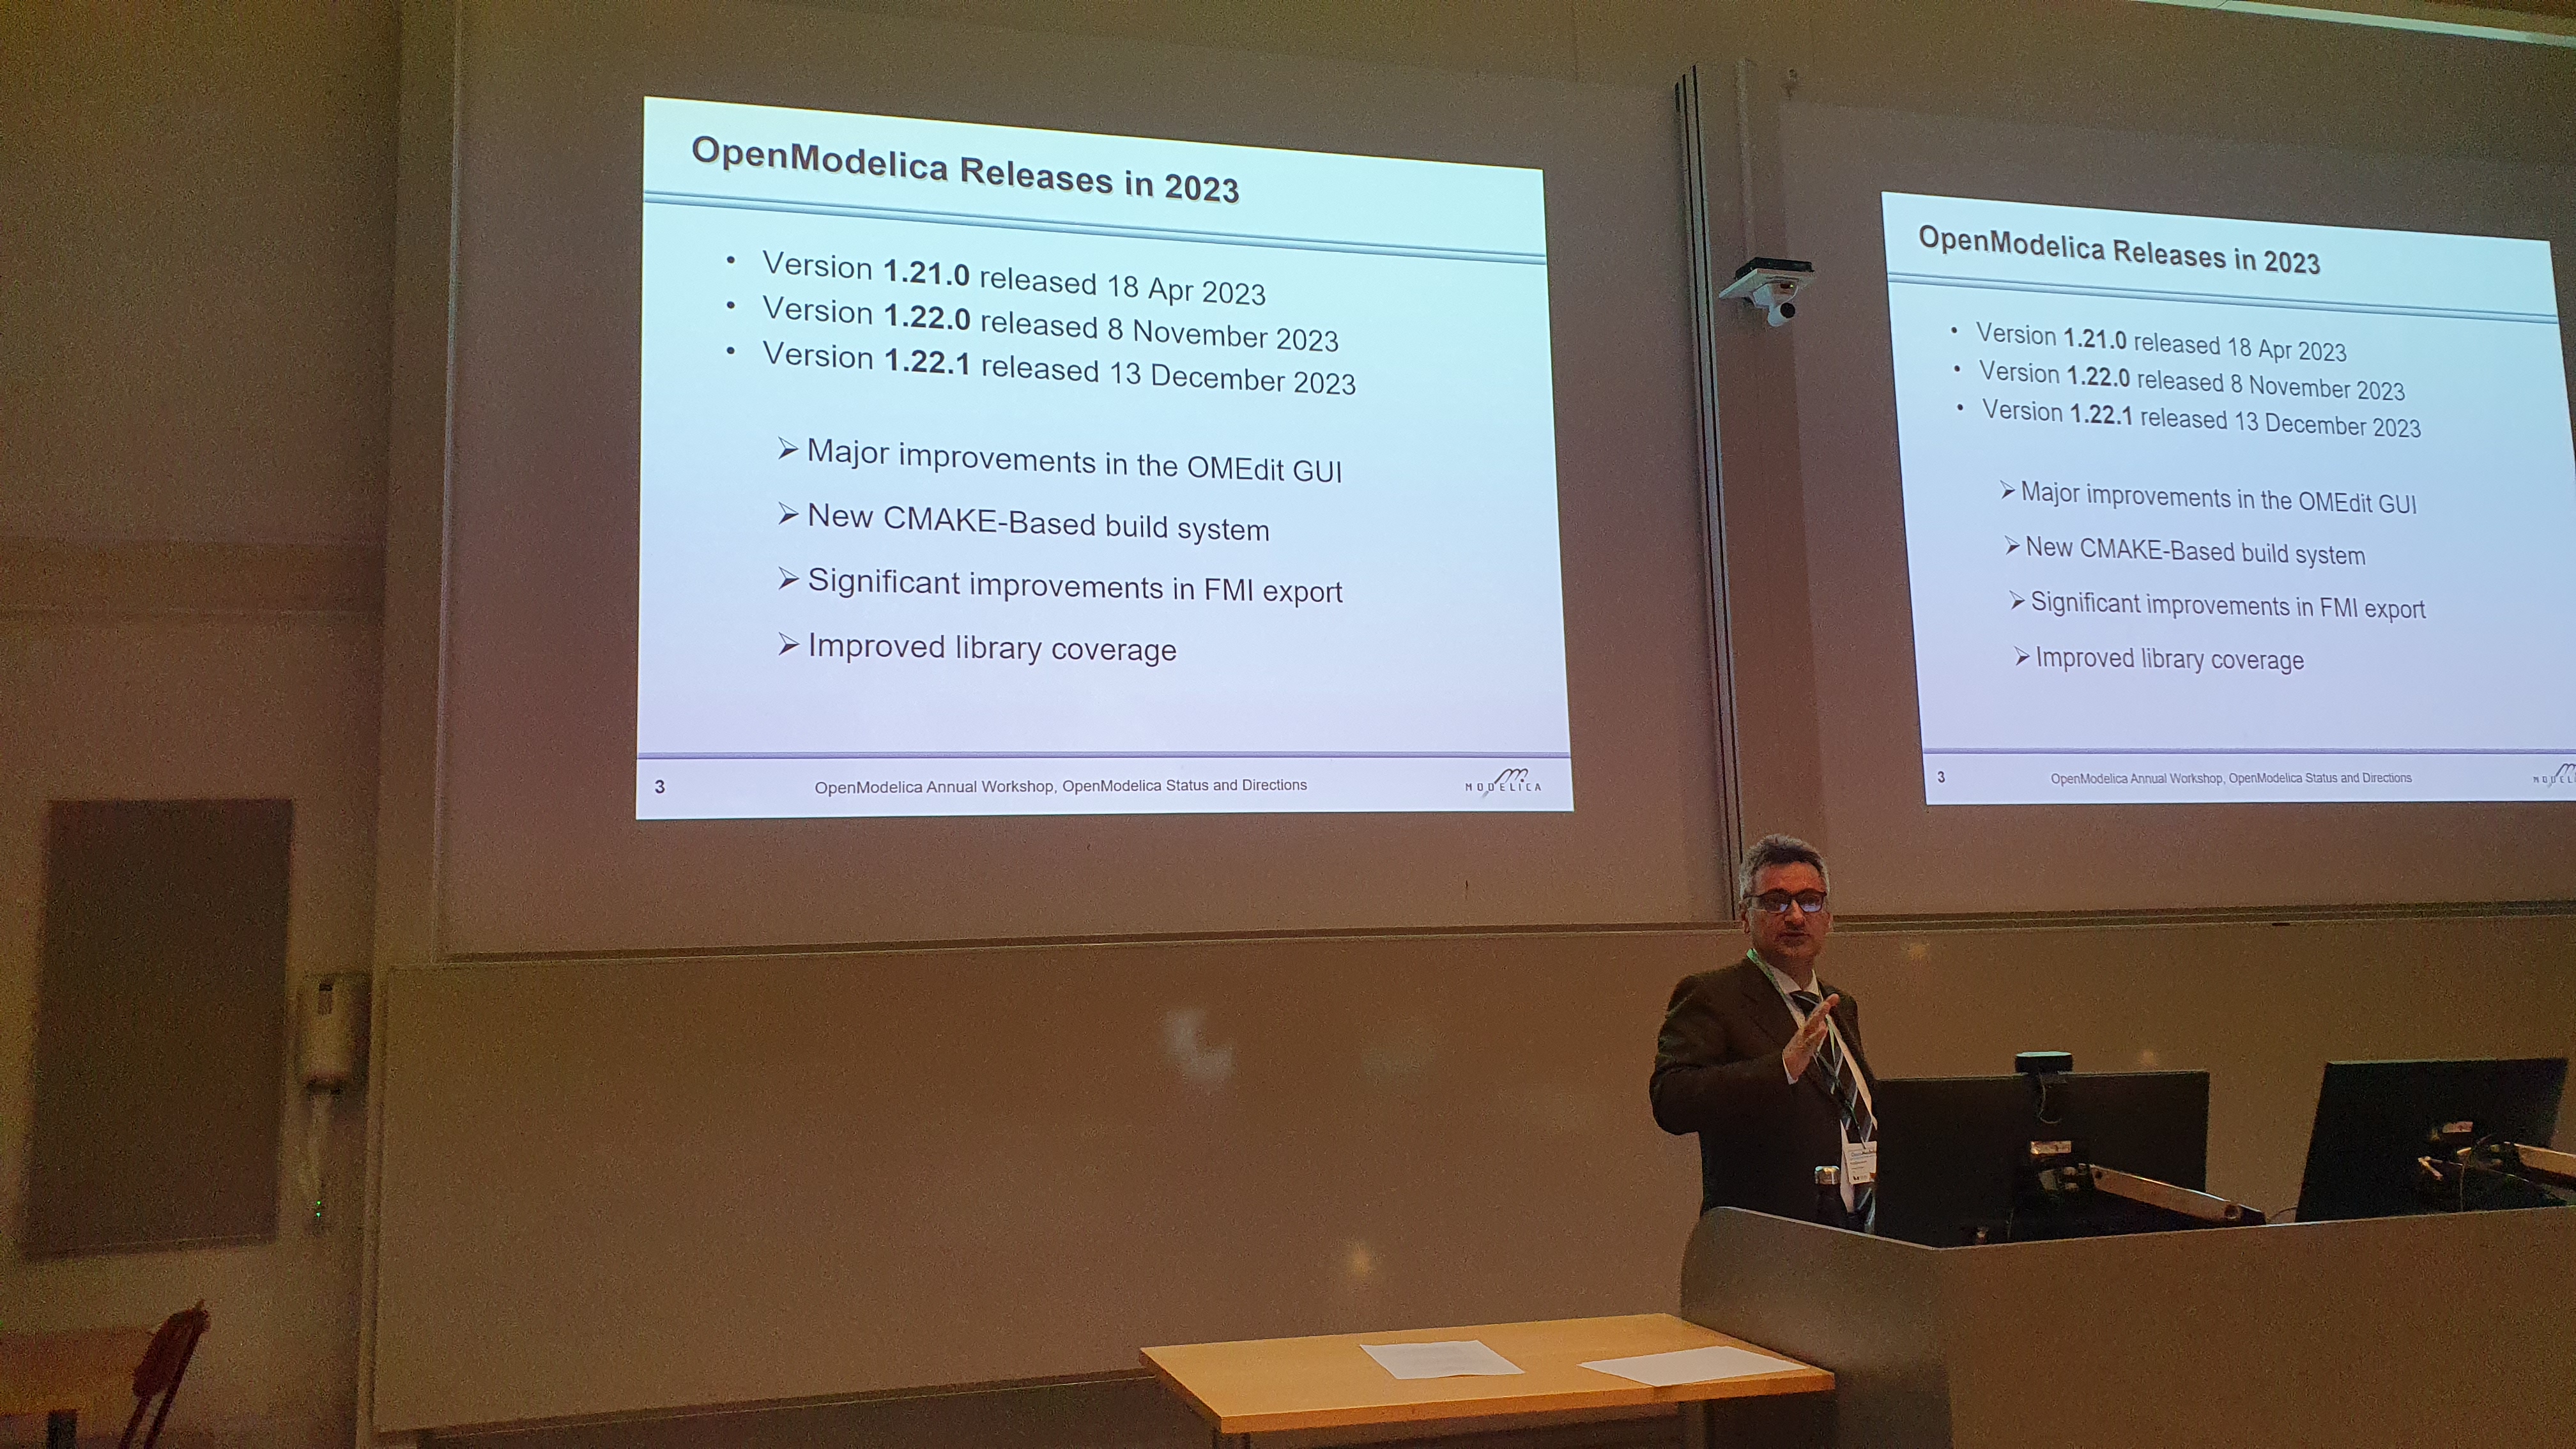 OpenModelica Releases in 2023
• Version 1.21.0 released 18 Apr 2023
• Version 1.22.0 released 8 November 2023
• Version 1.22.1 released 13 December 2023
➢ Major improvements in the OMEdit GUI
➢ New CMAKE-Based build system
➢ Significant improvements in FMI export
➢ Improved library coverage
3 OpenModelica Annual Workshop, OpenModelica Status and Directions MODELICA
OpenModelica Releases in 2023
• Version 1.21.0 released 18 Apr 2023
• Version 1.22.0 released 8 November 2023
• Version 1.22.1 released 13 December 2023
➢ Major improvements in the OMEdit GUI
➢ New CMAKE-Based build system
➢ Significant improvements in FMI export
➢ Improved library coverage
3 OpenModelica Annual Workshop, OpenModelica Status and Directions